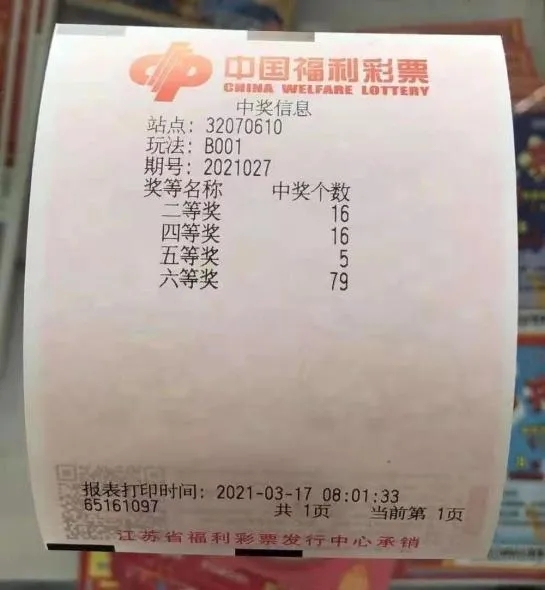 中国福利彩票
CHINA WELFARE LOTTERY
中奖信息
站点: 32070610
玩法: B001
期号: 2021027
奖等名称 中奖个数
二等奖 16
四等奖 16
五等奖 5
六等奖 79
报表打印时间: 2021-03-17 08:01:33
65161097 共 1页 当前第 1页
江苏省福利彩票发行中心承销